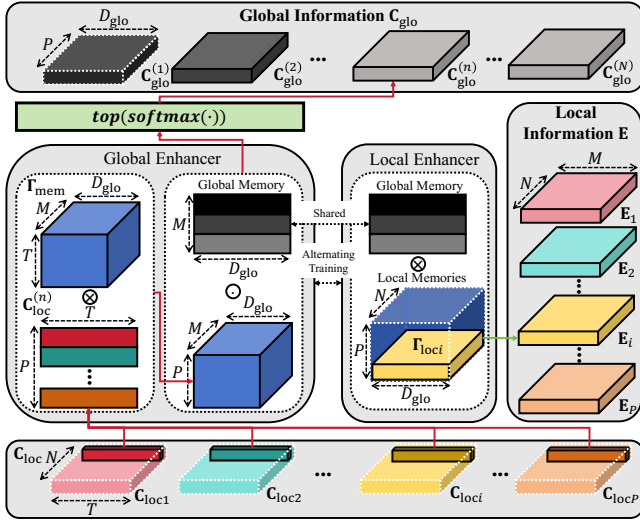 Global Information C_glo
D_glo
P
C_glo^(1)
C_glo^(2)
...
C_glo^(n)
...
C_glo^(N)
top(softmax(·))
Local
Information E
Global Enhancer
Local Enhancer
Γ_mem
D_glo
M
T
⊗
C_loc^(n)
T
P
Global Memory
M
D_glo
⊙
D_glo
M
P
Shared
Alternating
Training
Global Memory
⊗
Local Memories
N
P
Γ_loci
D_glo
M
N
E_1
E_2
E_i
E_P
C_loc
N
T
C_loc1
C_loc2
...
C_loci
...
C_locP